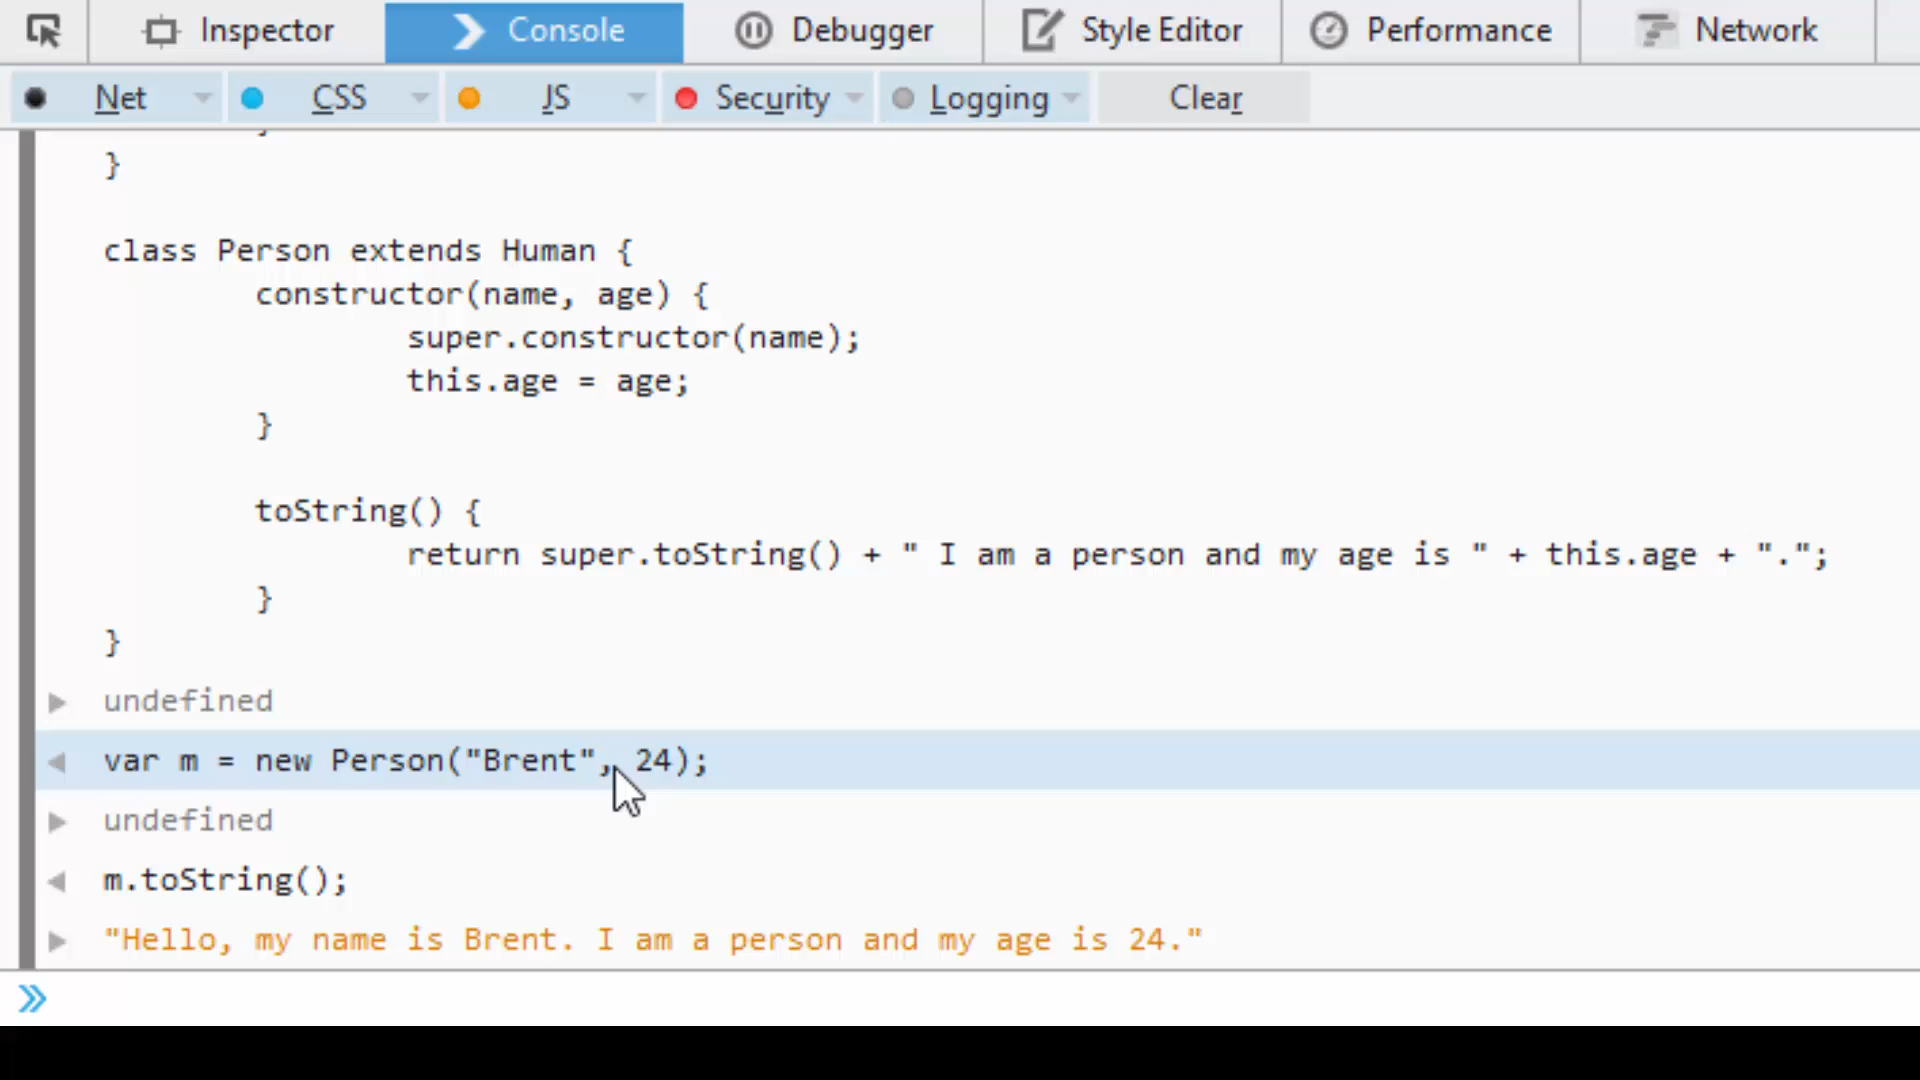 Inspector Console Debugger Style Editor Performance Network
Net CSS JS Security Logging Clear
}
class Person extends Human {
constructor(name, age) {
super.constructor(name);
this.age = age;
}
toString() {
return super.toString() + " I am a person and my age is " + this.age + ".";
}
}
undefined
var m = new Person("Brent", 24);
undefined
m.toString();
"Hello, my name is Brent. I am a person and my age is 24."